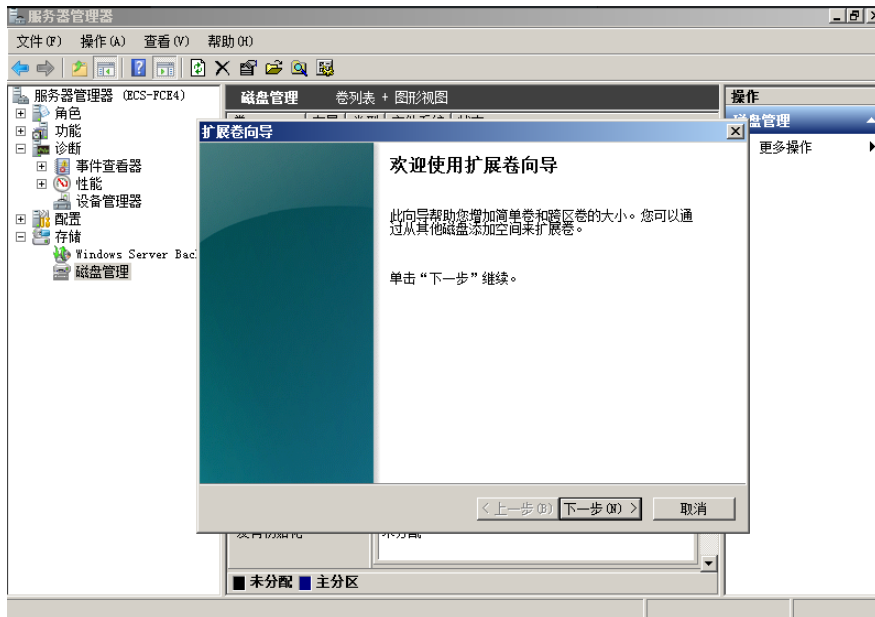 服务器管理器
文件(F) 操作(A) 查看(V) 帮助(H)
服务器管理器 (ECS-FCE4)
角色
功能
诊断
事件查看器
性能
设备管理器
配置
存储
Windows Server Bac
磁盘管理
磁盘管理 卷列表 + 图形视图
操作
盘管理
更多操作
扩展卷向导
欢迎使用扩展卷向导
此向导帮助您增加简单卷和跨区卷的大小。您可以通
过从其他磁盘添加空间来扩展卷。
单击“下一步”继续。
< 上一步(B) 下一步(N) > 取消
未分配 主分区